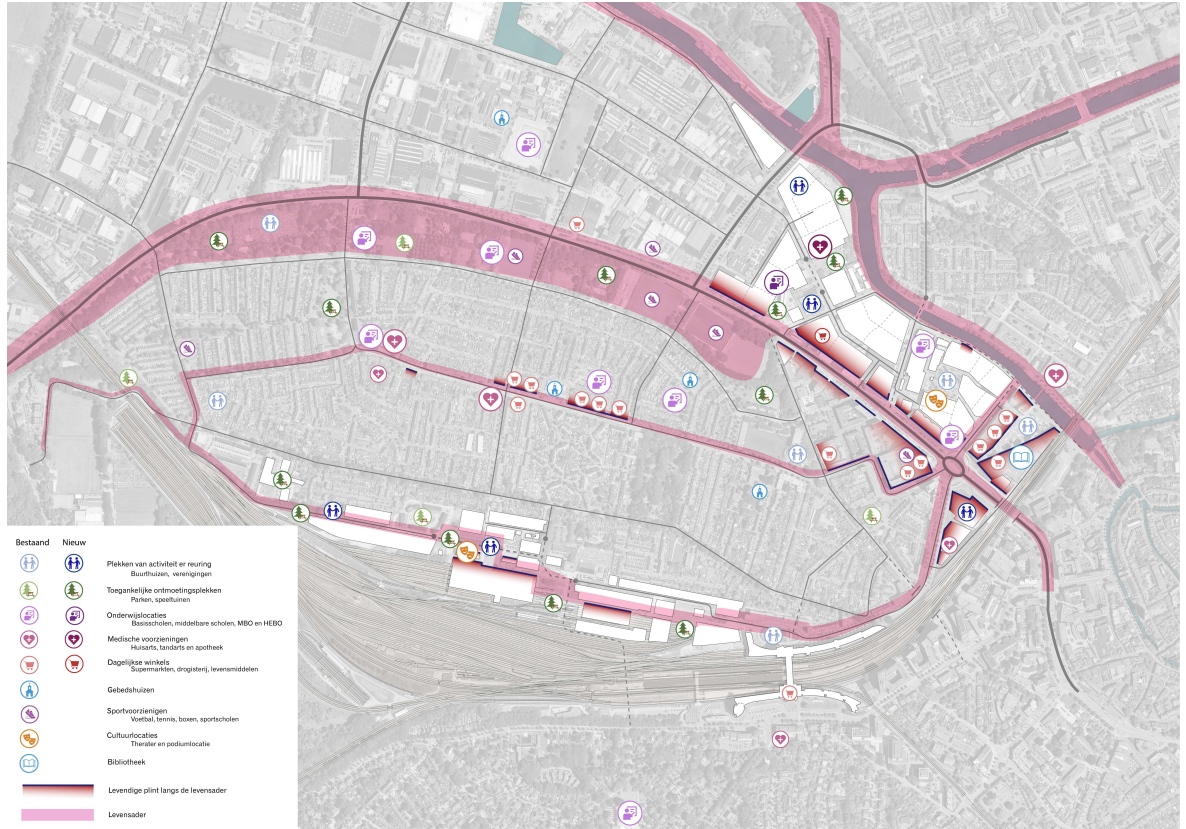 Bestaand Nieuw
Plekken van activiteit er reuring
Buurthuizen, verenigingen
Toegankelijke ontmoetingsplekken
Parken, speeltuinen
Onderwijslocaties
Basisscholen, middelbare scholen, MBO en HEBO
Medische voorzieningen
Huisarts, tandarts en apotheek
Dagelijkse winkels
Supermarkten, drogisterij, levensmiddelen
Gebedshuizen
Sportvoorzienigen
Voetbal, tennis, boxen, sportscholen
Cultuurlocaties
Therater en podiumlocatie
Bibliotheek
Levendige plint langs de levensader
Levensader